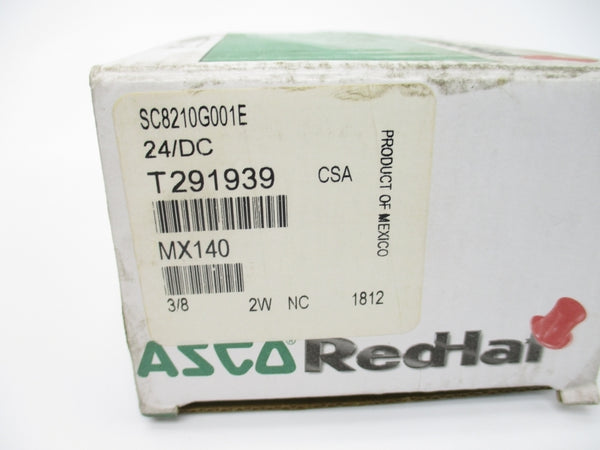 SC8210G001E
24/DC
T291939 CSA
MX140
3/8 2W NC 1812
PRODUCT OF MEXICO
ASCO® RedHat